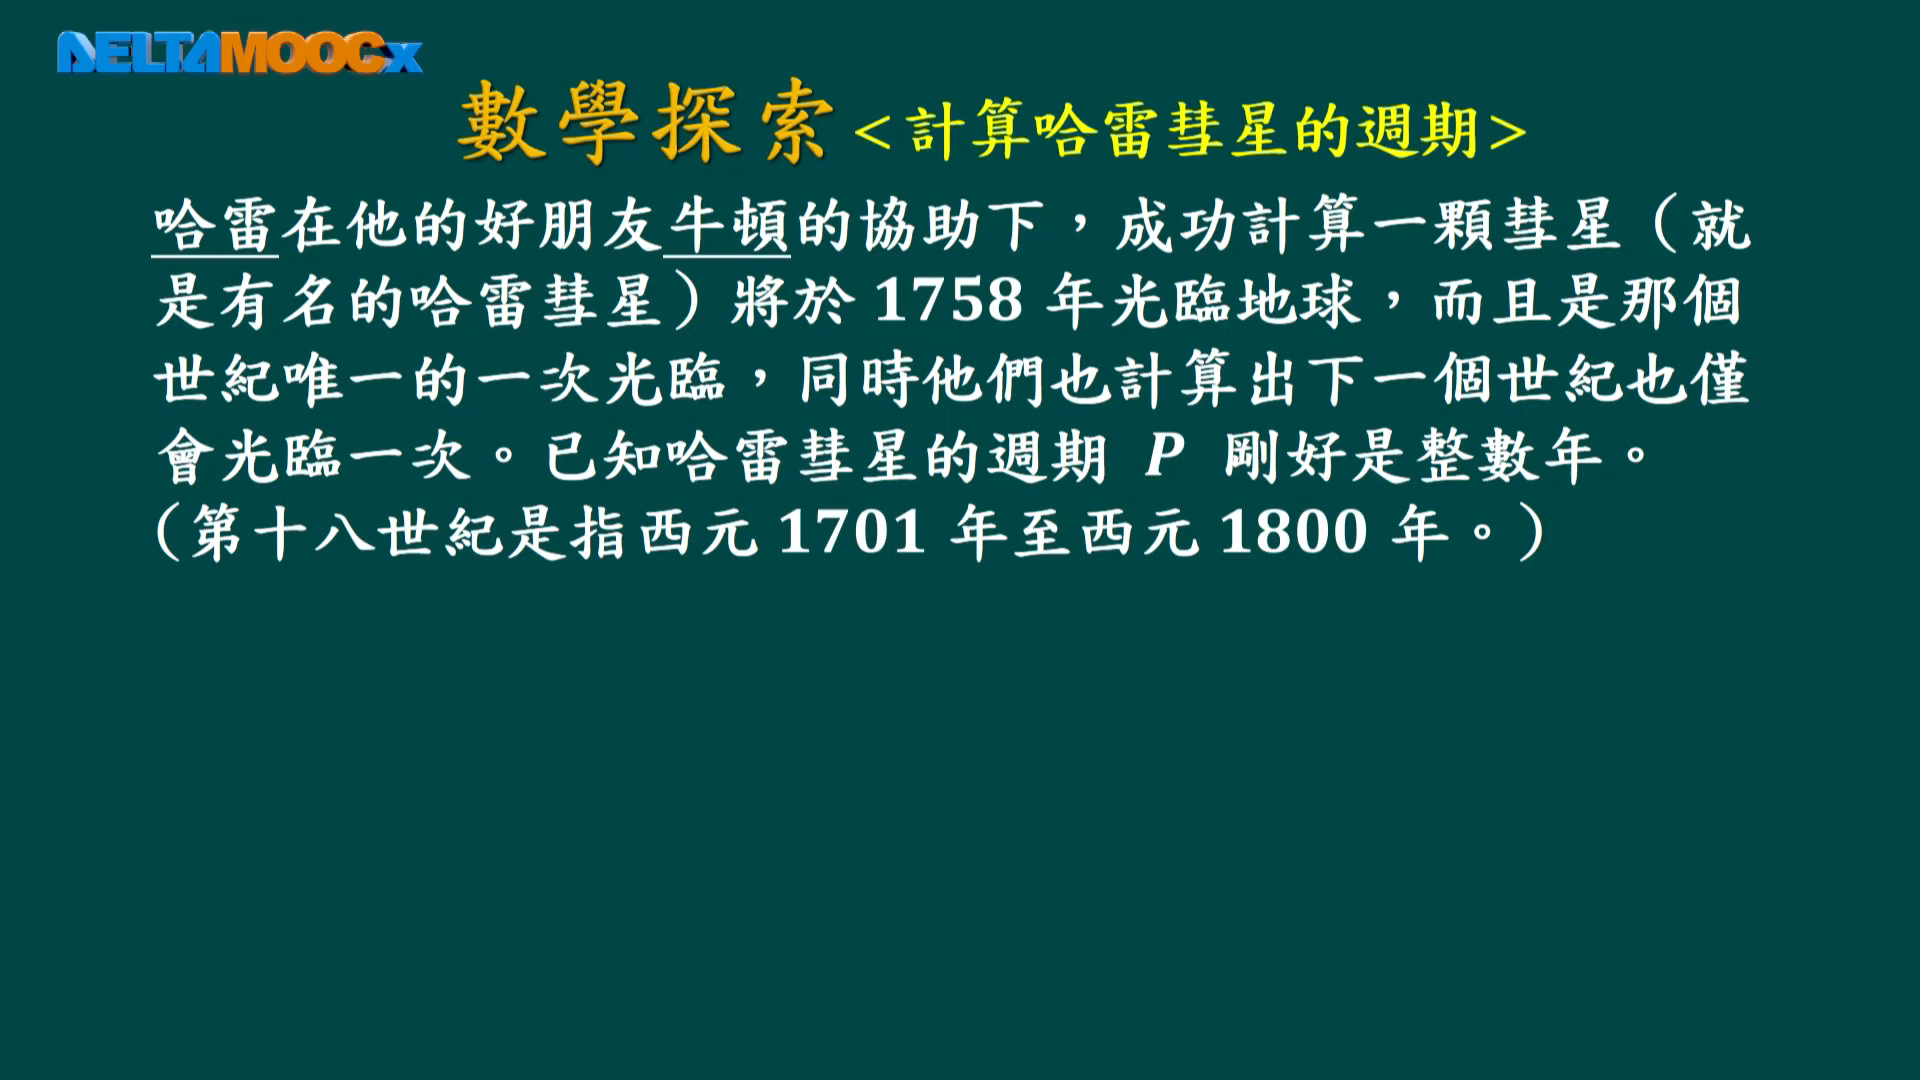 DELTAMOOCx
數學探索<計算哈雷彗星的週期>
哈雷在他的好朋友牛頓的協助下，成功計算一顆彗星（就
是有名的哈雷彗星）將於 1758 年光臨地球，而且是那個
世紀唯一的一次光臨，同時他們也計算出下一個世紀也僅
會光臨一次。已知哈雷彗星的週期 P 剛好是整數年。
（第十八世紀是指西元 1701 年至西元 1800 年。）